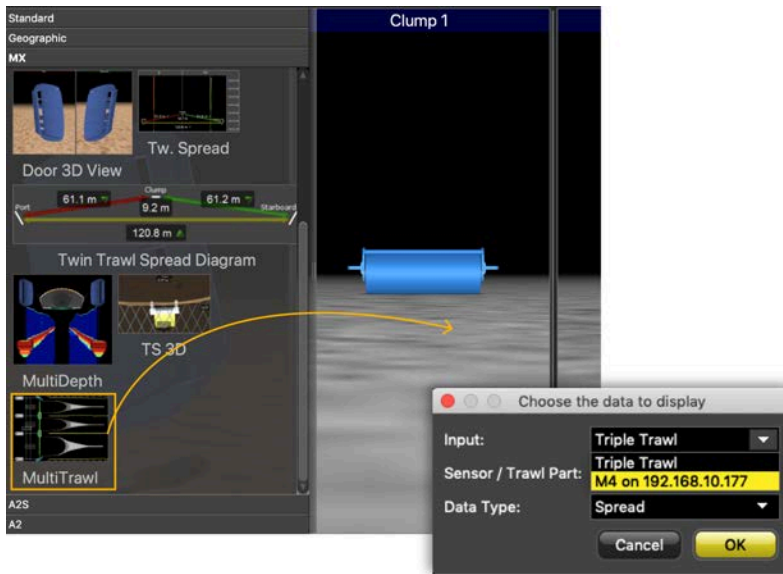 Standard
Geographic
MX
Clump 1
Door 3D View
Tw. Spread
Clump
61.1 m
61.2 m
Port
9.2 m
Starboard
120.8 m
Twin Trawl Spread Diagram
MultiDepth
TS 3D
MultiTrawl
A2S
A2
Choose the data to display
Input:
Triple Trawl
Triple Trawl
Sensor / Trawl Part:
M4 on 192.168.10.177
Data Type:
Spread
Cancel
OK